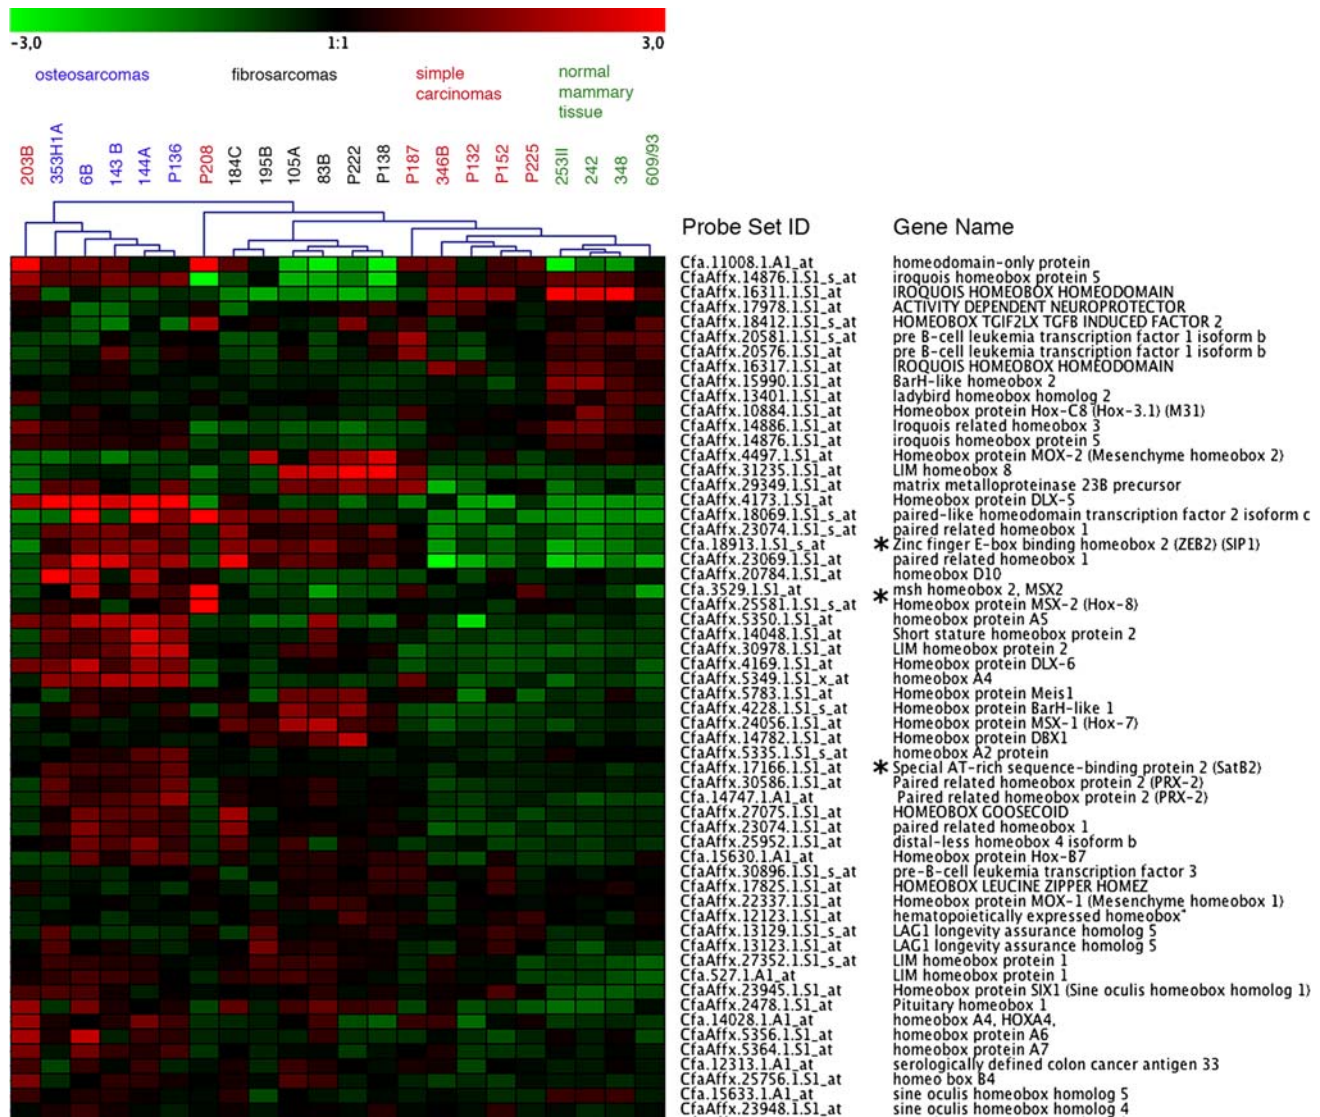 -3,0 1:1 3,0
osteosarcomas fibrosarcomas simple carcinomas normal mammary tissue
203B 353H1A 6B 143 B 144A P136 P208 184C 195B 105A 83B P222 P138 P187 346B P132 P152 P225 253II 242 348 609/93
Probe Set ID Gene Name
Cfa.11008.1.A1_at homeodomain-only protein
CfaAffx.14876.1.S1_s_at iroquois homeobox protein 5
CfaAffx.16311.1.S1_at IROQUOIS HOMEOBOX HOMEODOMAIN
CfaAffx.17978.1.S1_at ACTIVITY DEPENDENT NEUROPROTECTOR
CfaAffx.18412.1.S1_s_at HOMEOBOX TGIF2LX TGFB INDUCED FACTOR 2
CfaAffx.20581.1.S1_s_at pre B-cell leukemia transcription factor 1 isoform b
CfaAffx.20576.1.S1_at pre B-cell leukemia transcription factor 1 isoform b
CfaAffx.16317.1.S1_at IROQUOIS HOMEOBOX HOMEODOMAIN
CfaAffx.15990.1.S1_at BarH-like homeobox 2
CfaAffx.13401.1.S1_at ladybird homeobox homolog 2
CfaAffx.10884.1.S1_at Homeobox protein Hox-C8 (Hox-3.1) (M31)
CfaAffx.14886.1.S1_at Iroquois related homeobox 3
CfaAffx.14876.1.S1_at iroquois homeobox protein 5
CfaAffx.4497.1.S1_at Homeobox protein MOX-2 (Mesenchyme homeobox 2)
CfaAffx.31235.1.S1_at LIM homeobox 8
CfaAffx.29349.1.S1_at matrix metalloproteinase 23B precursor
CfaAffx.4173.1.S1_at Homeobox protein DLX-5
CfaAffx.18069.1.S1_s_at paired-like homeodomain transcription factor 2 isoform c
CfaAffx.23074.1.S1_s_at paired related homeobox 1
Cfa.18913.1.S1_s_at * Zinc finger E-box binding homeobox 2 (ZEB2) (SIP1)
CfaAffx.23069.1.S1_at paired related homeobox 1
CfaAffx.20784.1.S1_at homeobox D10
Cfa.3529.1.S1_at * msh homeobox 2, MSX2
CfaAffx.25581.1.S1_s_at Homeobox protein MSX-2 (Hox-8)
CfaAffx.5350.1.S1_at homeobox protein A5
CfaAffx.14048.1.S1_at Short stature homeobox protein 2
CfaAffx.30978.1.S1_at LIM homeobox protein 2
CfaAffx.4169.1.S1_at Homeobox protein DLX-6
CfaAffx.5349.1.S1_x_at homeobox A4
CfaAffx.5783.1.S1_at Homeobox protein Meis1
CfaAffx.4228.1.S1_s_at Homeobox protein BarH-like 1
CfaAffx.24056.1.S1_at Homeobox protein MSX-1 (Hox-7)
CfaAffx.14782.1.S1_at Homeobox protein DBX1
CfaAffx.5335.1.S1_s_at homeobox A2 protein
CfaAffx.17166.1.S1_at * Special AT-rich sequence-binding protein 2 (SatB2)
CfaAffx.30586.1.S1_at Paired related homeobox protein 2 (PRX-2)
Cfa.14747.1.A1_at Paired related homeobox protein 2 (PRX-2)
CfaAffx.27075.1.S1_at HOMEOBOX GOOSECOID
CfaAffx.23074.1.S1_at paired related homeobox 1
CfaAffx.25952.1.S1_at distal-less homeobox 4 isoform b
Cfa.15630.1.A1_at Homeobox protein Hox-B7
CfaAffx.30896.1.S1_s_at pre-B-cell leukemia transcription factor 3
CfaAffx.17825.1.S1_at HOMEOBOX LEUCINE ZIPPER HOMEZ
CfaAffx.22337.1.S1_at Homeobox protein MOX-1 (Mesenchyme homeobox 1)
CfaAffx.12123.1.S1_at hematopoietically expressed homeobox"
CfaAffx.13129.1.S1_s_at LAG1 longevity assurance homolog 5
CfaAffx.13123.1.S1_at LAG1 longevity assurance homolog 5
CfaAffx.27352.1.S1_s_at LIM homeobox protein 1
Cfa.527.1.A1_at LIM homeobox protein 1
CfaAffx.23945.1.S1_at Homeobox protein SIX1 (Sine oculis homeobox homolog 1)
CfaAffx.2478.1.S1_at Pituitary homeobox 1
Cfa.14028.1.A1_at homeobox A4, HOXA4,
CfaAffx.5356.1.S1_at homeobox protein A6
CfaAffx.5364.1.S1_at homeobox protein A7
Cfa.12313.1.A1_at serologically defined colon cancer antigen 33
CfaAffx.25756.1.S1_at homeo box B4
Cfa.15633.1.A1_at sine oculis homeobox homolog 5
CfaAffx.23948.1.S1_at sine oculis homeobox homolog 4